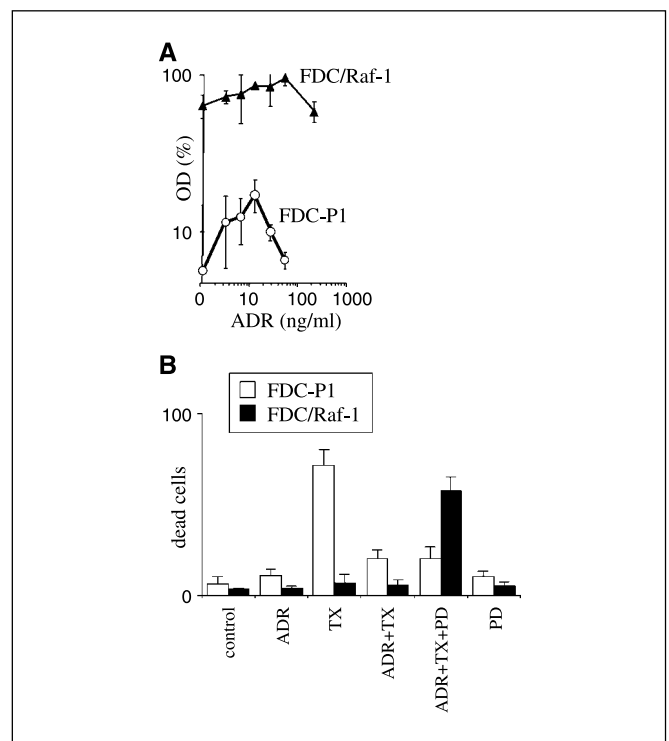 A
100
FDC/Raf-1
OD (%)
FDC-P1
10
0 10 100 1000
ADR (ng/ml)
B
FDC-P1
FDC/Raf-1
100
dead cells
0
control
ADR
TX
ADR+TX
ADR+TX+PD
PD